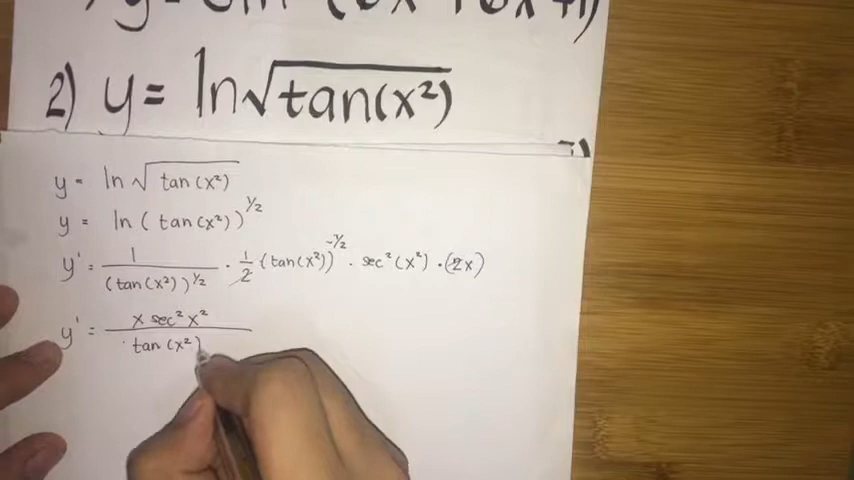 2) y = ln√tan(x²)
y = ln √tan(x²)
y = ln (tan(x²))^1/2
y' = 1/(tan(x²))^1/2 · 1/2 (tan(x²))^-1/2 · sec²(x²) · (2x)
y' = x sec² x²/tan(x²)